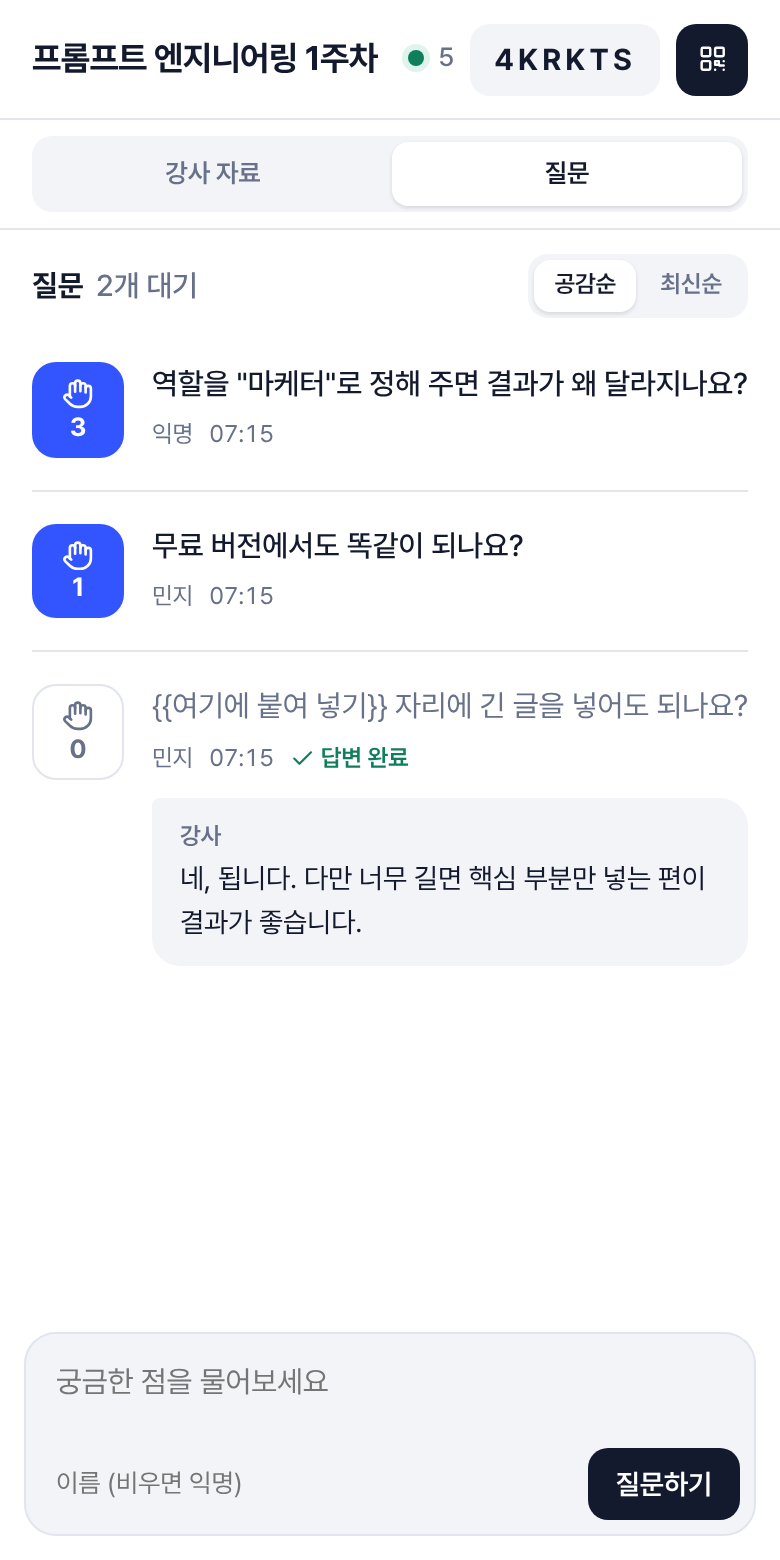 프롬프트 엔지니어링 1주차 5 4KRKTS
강사 자료 질문
질문 2개 대기 공감순 최신순
역할을 "마케터"로 정해 주면 결과가 왜 달라지나요?
3
익명 07:15
무료 버전에서도 똑같이 되나요?
1
민지 07:15
{{여기에 붙여 넣기}} 자리에 긴 글을 넣어도 되나요?
0
민지 07:15 답변 완료
강사
네, 됩니다. 다만 너무 길면 핵심 부분만 넣는 편이
결과가 좋습니다.
궁금한 점을 물어보세요
이름 (비우면 익명) 질문하기